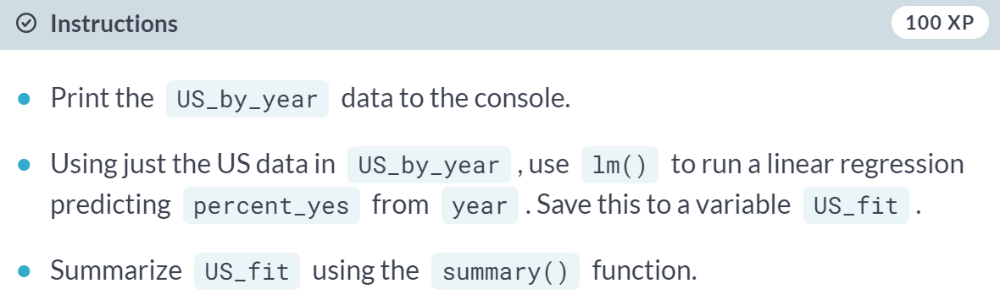 Instructions
100 XP
Print the US_by_year data to the console.
Using just the US data in US_by_year , use lm() to run a linear regression
predicting percent_yes from year . Save this to a variable US_fit .
Summarize US_fit using the summary() function.